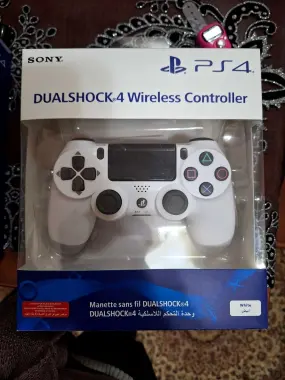 SONY
PS4
DUALSHOCK®4 Wireless Controller
Manette sans fil DUALSHOCK®4
وحدة التحكم اللاسلكية DUALSHOCK®4
White
أبيض